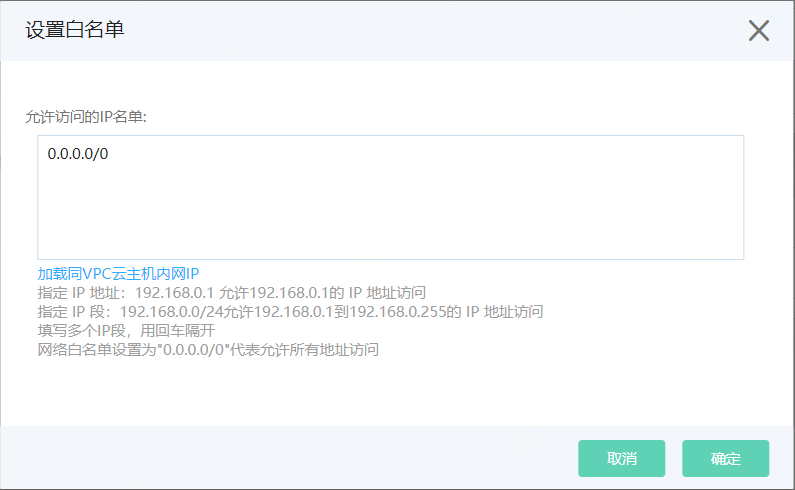 设置白名单
允许访问的IP名单:
0.0.0.0/0
加载同VPC云主机内网IP
指定 IP 地址：192.168.0.1 允许192.168.0.1的 IP 地址访问
指定 IP 段：192.168.0.0/24允许192.168.0.1到192.168.0.255的 IP 地址访问
填写多个IP段，用回车隔开
网络白名单设置为"0.0.0.0/0"代表允许所有地址访问
取消 确定